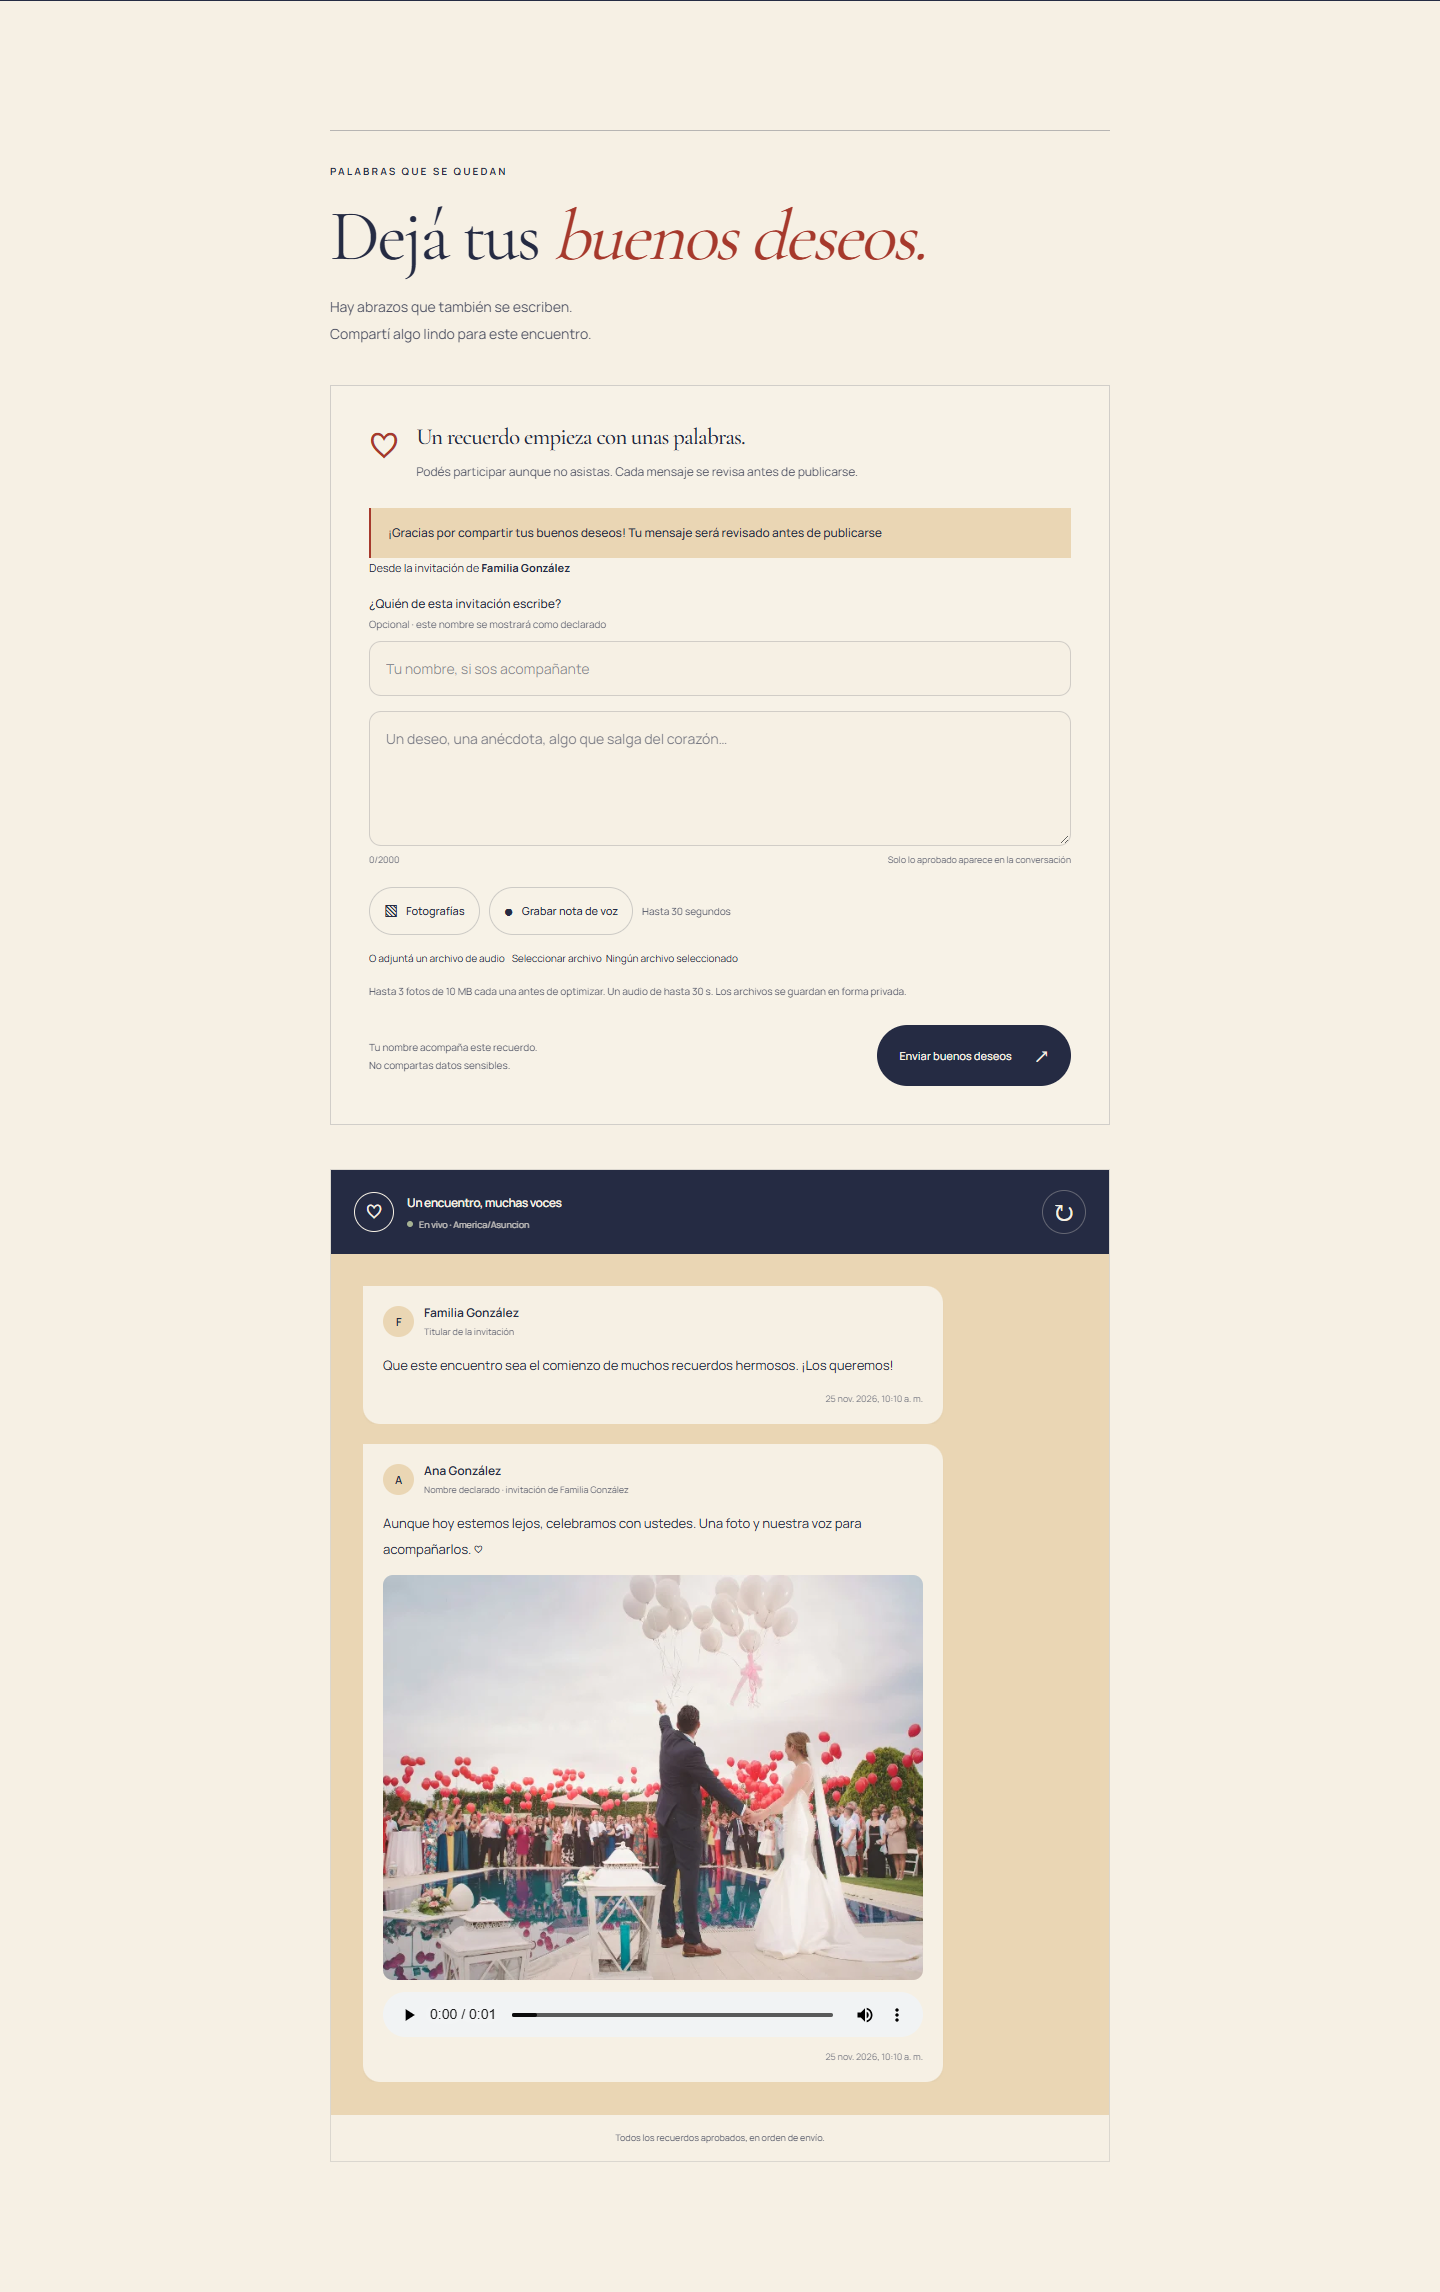 PALABRAS QUE SE QUEDAN
Dejá tus buenos deseos.
Hay abrazos que también se escriben.
Compartí algo lindo para este encuentro.
Un recuerdo empieza con unas palabras.
Podés participar aunque no asistas. Cada mensaje se revisa antes de publicarse.
¡Gracias por compartir tus buenos deseos! Tu mensaje será revisado antes de publicarse
Desde la invitación de Familia González
¿Quién de esta invitación escribe?
Opcional · este nombre se mostrará como declarado
Tu nombre, si sos acompañante
Un deseo, una anécdota, algo que salga del corazón...
0/2000 Solo lo aprobado aparece en la conversación
Fotografías Grabar nota de voz Hasta 30 segundos
O adjuntá un archivo de audio Seleccionar archivo Ningún archivo seleccionado
Hasta 3 fotos de 10 MB cada una antes de optimizar. Un audio de hasta 30 s. Los archivos se guardan en forma privada.
Tu nombre acompaña este recuerdo.
No compartas datos sensibles.
Enviar buenos deseos ↗
Un encuentro, muchas voces
En vivo · America/Asuncion
F Familia González
Titular de la invitación
Que este encuentro sea el comienzo de muchos recuerdos hermosos. ¡Los queremos!
25 nov. 2026, 10:10 a. m.
A Ana González
Nombre declarado · invitación de Familia González
Aunque hoy estemos lejos, celebramos con ustedes. Una foto y nuestra voz para
acompañarlos. ♡
0:00 / 0:01
25 nov. 2026, 10:10 a. m.
Todos los recuerdos aprobados, en orden de envío.